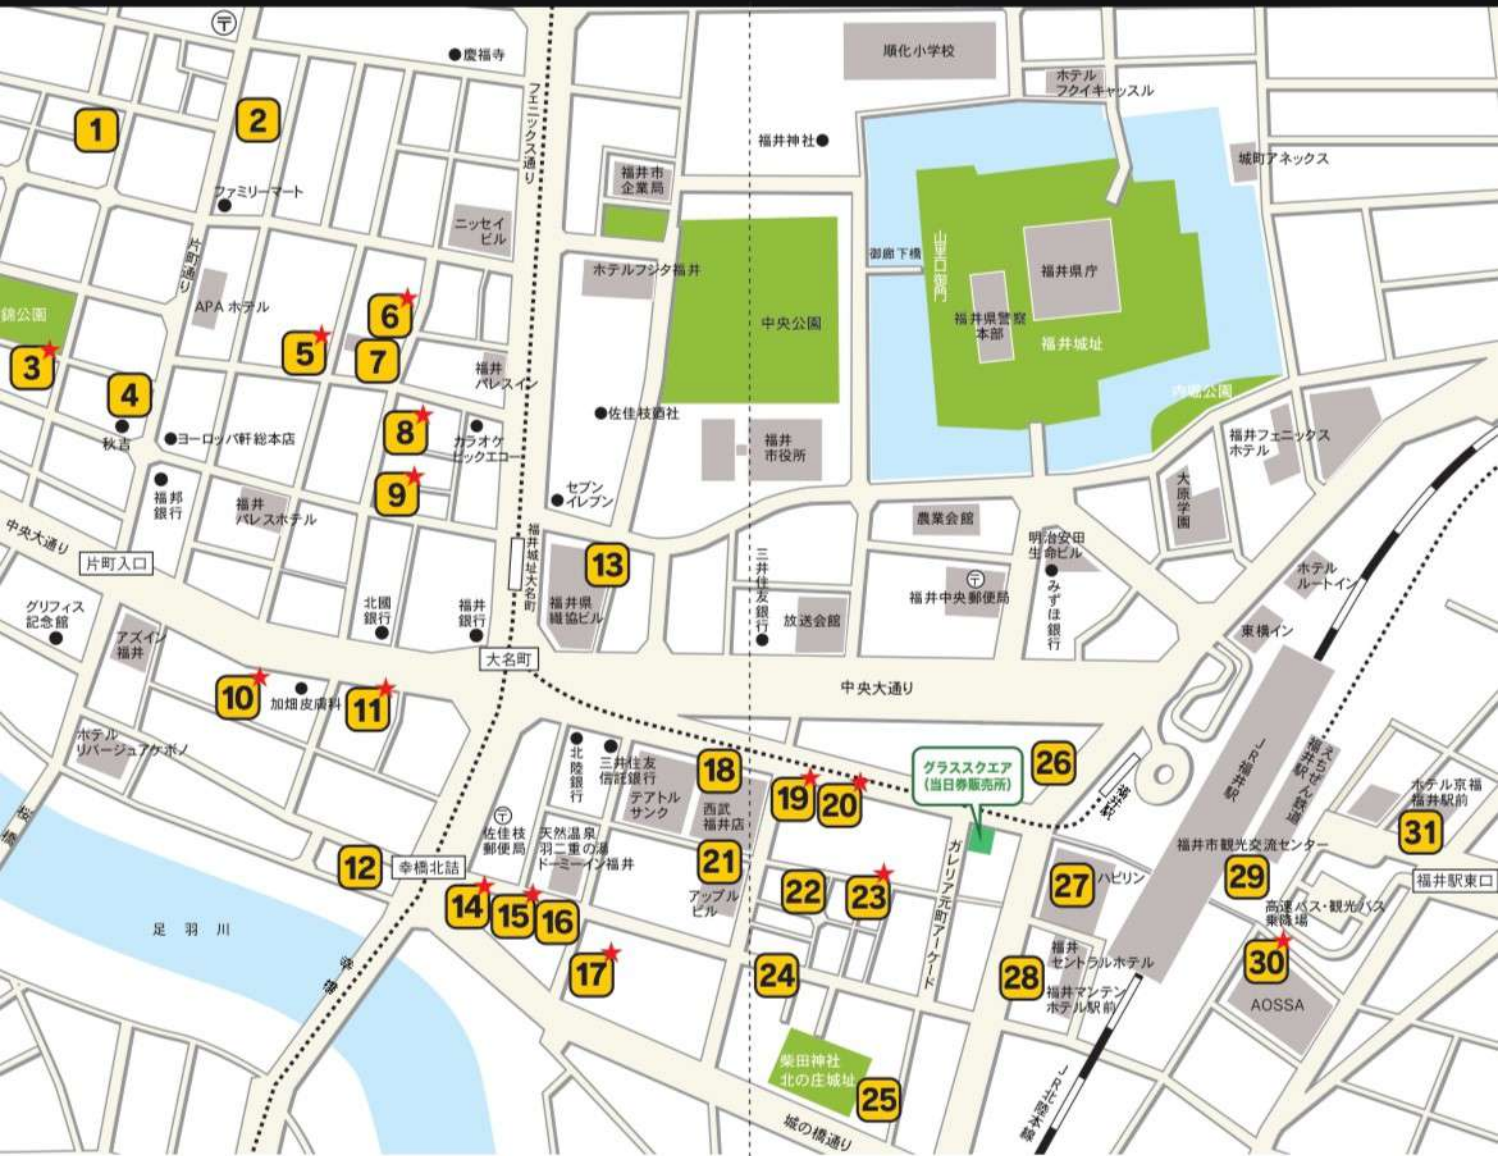 慶福寺
順化小学校
ホテル
フクイキャッスル
1
2
フェニックス通り
福井神社
城町アネックス
福井市
企業局
ファミリーマート
ニッセイ
ビル
片町通り
御廊下橋
山里口御門
福井県庁
ホテルフジタ福井
APA ホテル
錦公園
中央公園
福井県警察
本部
福井城址
3
4
5
6
7
福井
パレスイン
内堀公園
佐佳枝廼社
8
秋吉
ヨーロッパ軒総本店
カラオケ
ビックエコー
福井
市役所
福井フェニックス
ホテル
9
セブン
イレブン
福邦
銀行
福井
パレスホテル
大原学園
農業会館
中央大通り
片町入口
福井城址大名町
13
三井住友銀行
明治安田
生命ビル
ホテル
ルートイン
福井中央郵便局
みずほ銀行
グリフィス
記念館
北國
銀行
福井
銀行
福井県
繊協ビル
放送会館
東横イン
アズイン
福井
大名町
中央大通り
10
加畑皮膚科
11
ホテル
リバージュアケボノ
北陸銀行
三井住友
信託銀行
テアトル
サンク
18
西武
福井店
19
20
グラススクエア
(当日券販売所)
26
福井駅
JR福井駅
えちぜん鉄道
福井駅
ホテル京福
福井駅前
31
桜橋
佐佳枝
郵便局
天然温泉
羽二重の湯
ドーミーイン福井
12
幸橋北詰
21
アップル
ビル
22
23
ガレリア元町アーケード
27
ハピリン
福井市観光交流センター
29
福井駅東口
高速バス・観光バス
乗降場
14
15
16
足羽川
幸橋
17
24
28
福井
セントラルホテル
福井マンテン
ホテル駅前
30
AOSSA
柴田神社
北の庄城址
25
城の橋通り
JR北陸本線